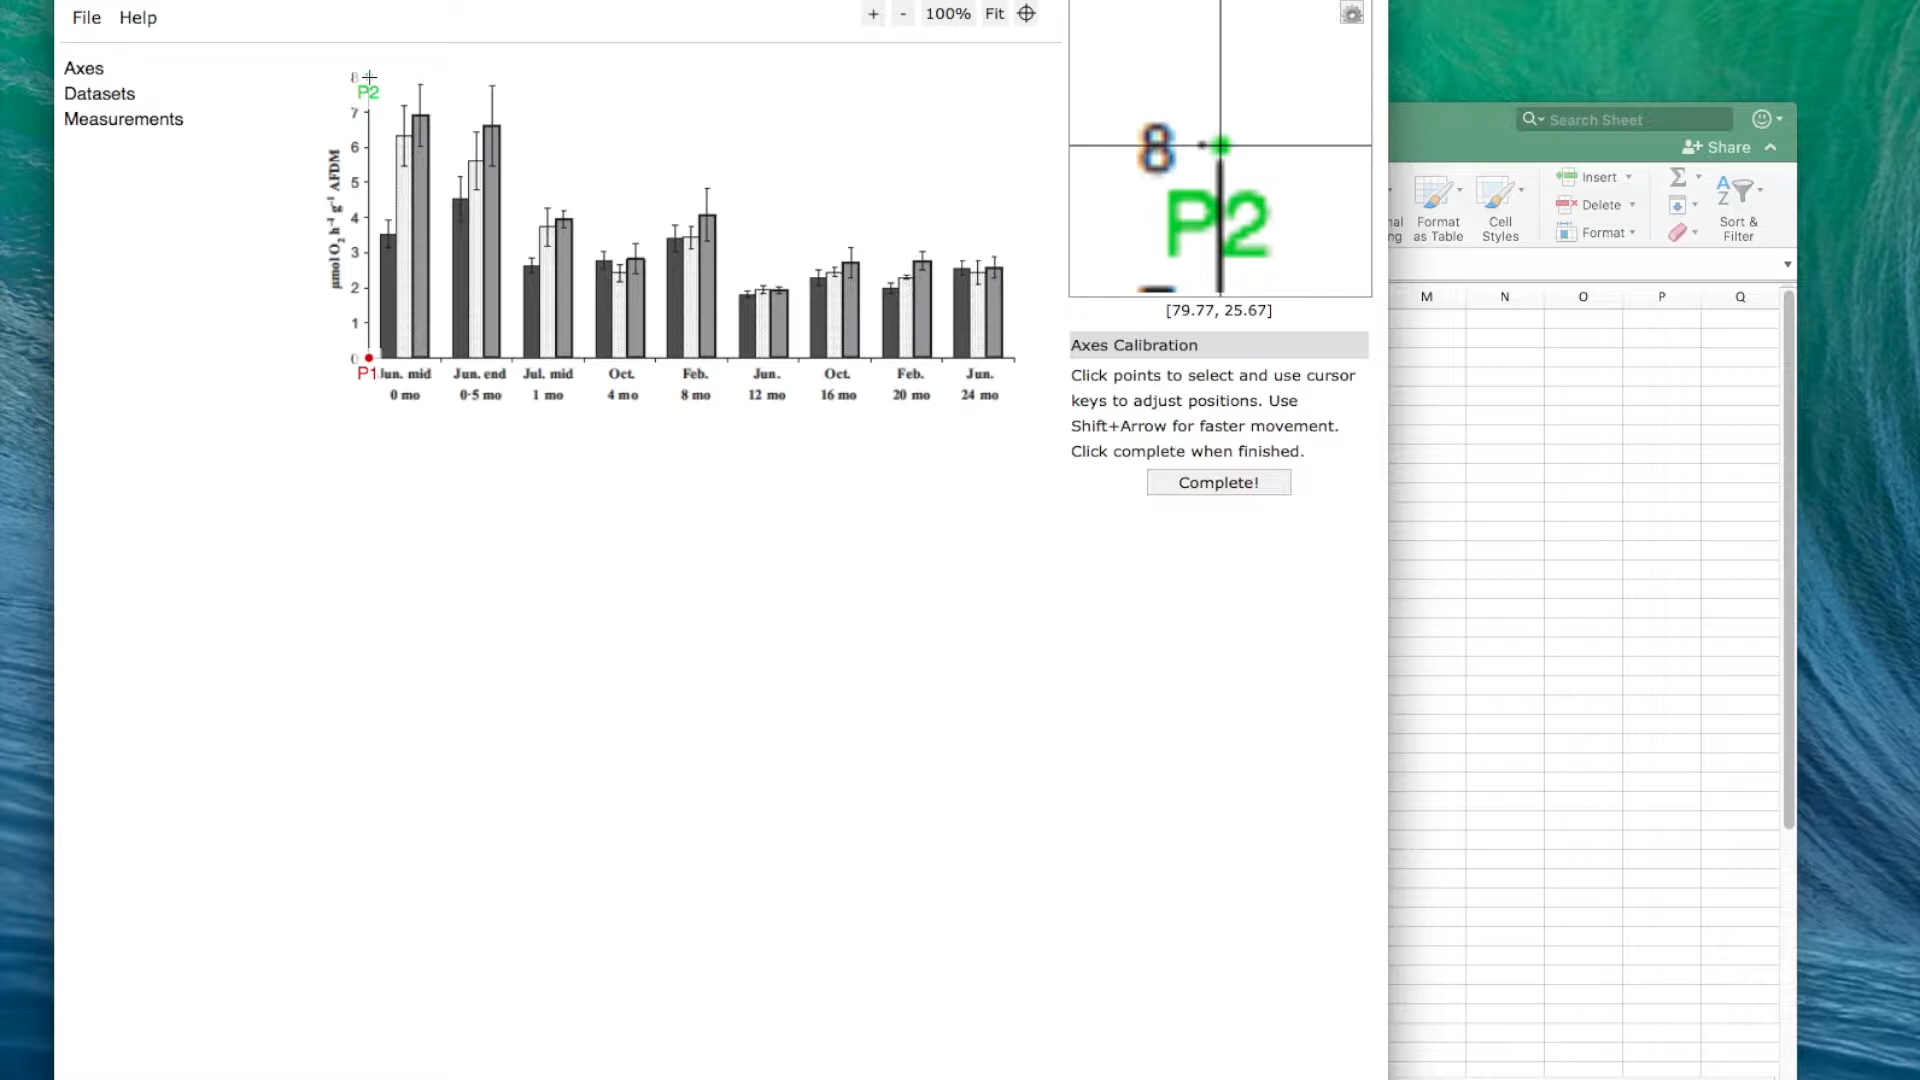 File Help
+ - 100% Fit
Axes
Datasets
Measurements
8
P2
7
6
5
4
3
2
1
0
P1
µmol O2 h⁻¹ g⁻¹ AFDM
Jun. mid Jun. end Jul. mid Oct. Feb. Jun. Oct. Feb. Jun.
0 mo 0·5 mo 1 mo 4 mo 8 mo 12 mo 16 mo 20 mo 24 mo
8
P2
[79.77, 25.67]
Axes Calibration
Click points to select and use cursor
keys to adjust positions. Use
Shift+Arrow for faster movement.
Click complete when finished.
Complete!
Search Sheet
Share
Insert
Delete
Format
Format
as Table
Cell
Styles
Sort &
Filter
M N O P Q